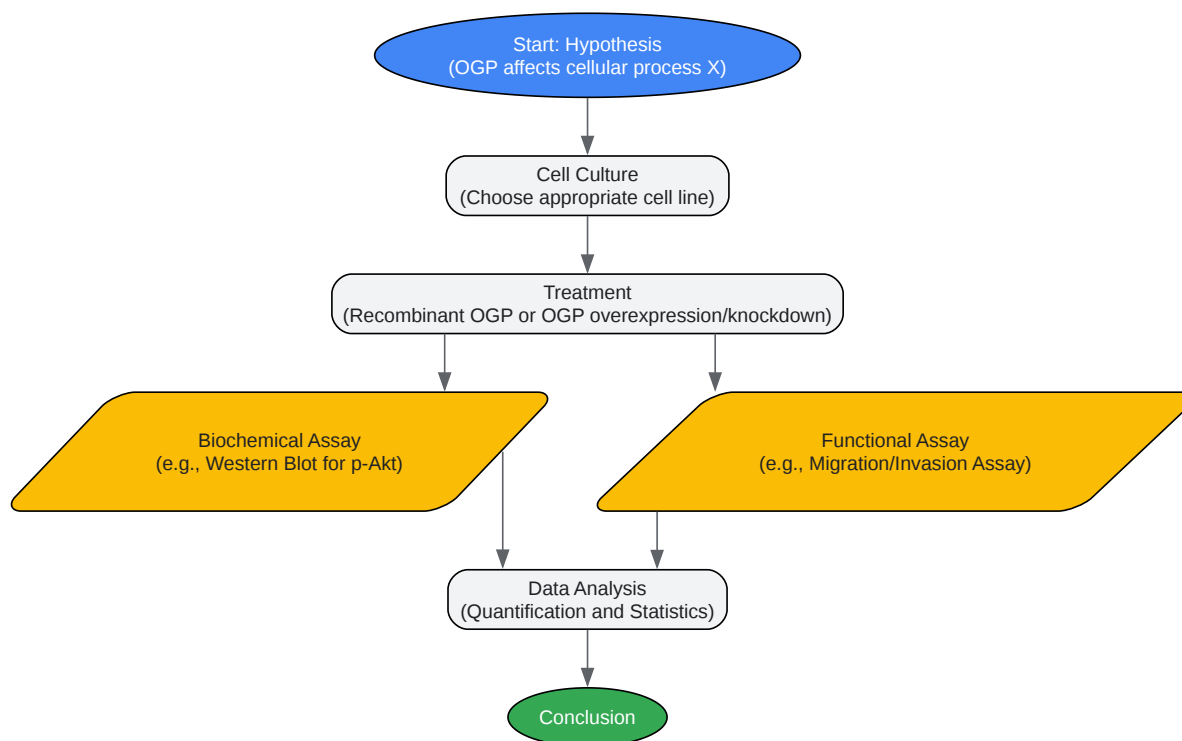 Start: Hypothesis
(OGP affects cellular process X)
Cell Culture
(Choose appropriate cell line)
Treatment
(Recombinant OGP or OGP overexpression/knockdown)
Biochemical Assay
(e.g., Western Blot for p-Akt)
Functional Assay
(e.g., Migration/Invasion Assay)
Data Analysis
(Quantification and Statistics)
Conclusion